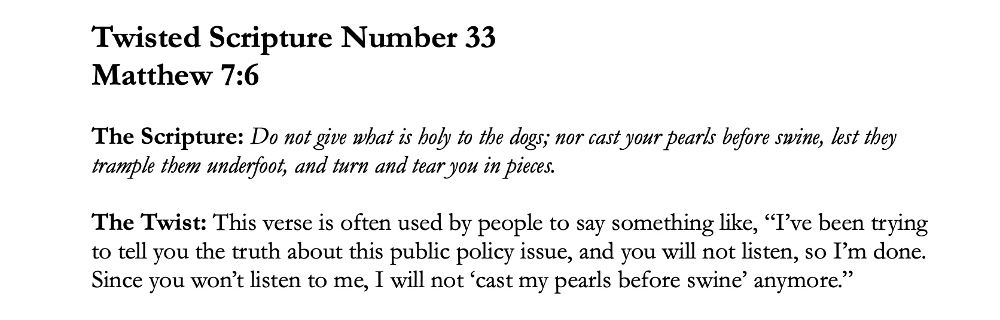 Twisted Scripture Number 33
Matthew 7:6
The Scripture: Do not give what is holy to the dogs; nor cast your pearls before swine, lest they
trample them underfoot, and turn and tear you in pieces.
The Twist: This verse is often used by people to say something like, “I’ve been trying
to tell you the truth about this public policy issue, and you will not listen, so I’m done.
Since you won’t listen to me, I will not ‘cast my pearls before swine’ anymore.”